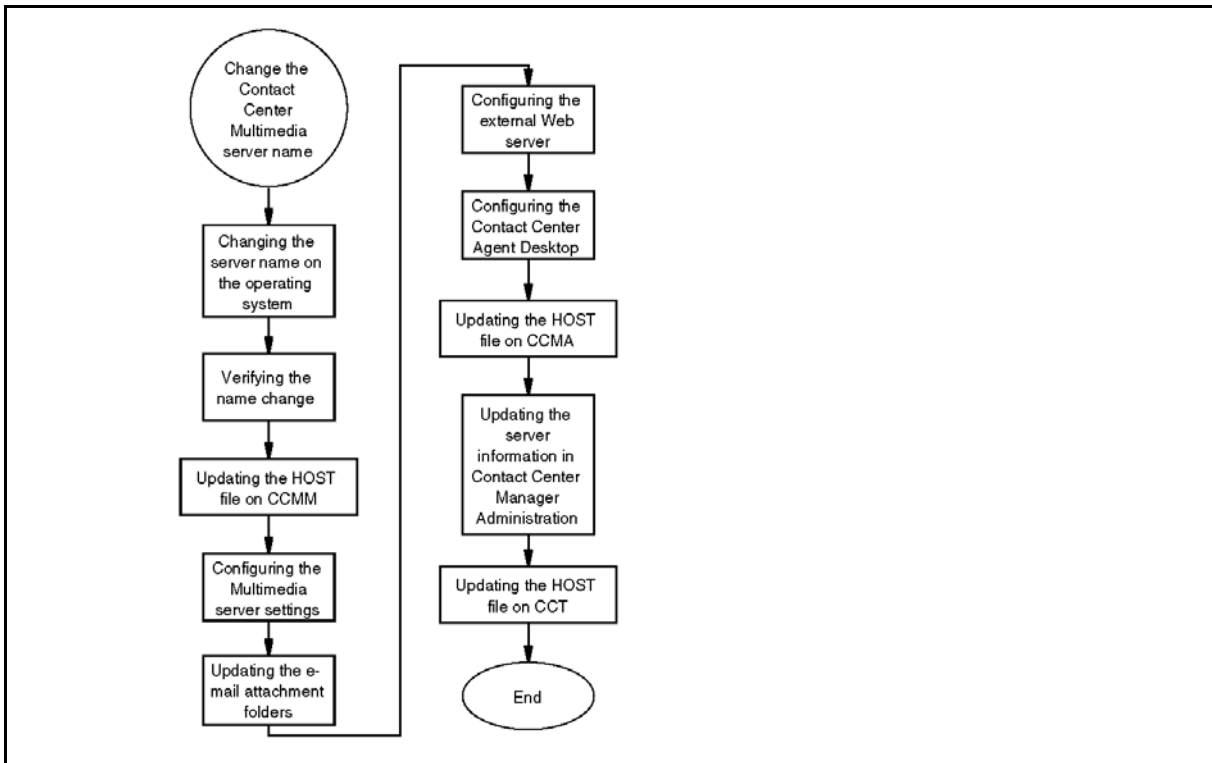 Change the
Contact
Center
Multimedia
server name
Changing the
server name on
the operating
system
Verifying the
name change
Updating the HOST
file on CCMM
Configuring the
Multimedia
server settings
Updating the e-
mail attachment
folders
Configuring the
external Web
server
Configuring the
Contact Center
Agent Desktop
Updating the HOST
file on CCMA
Updating the
server
information in
Contact Center
Manager
Administration
Updating the HOST
file on CCT
End